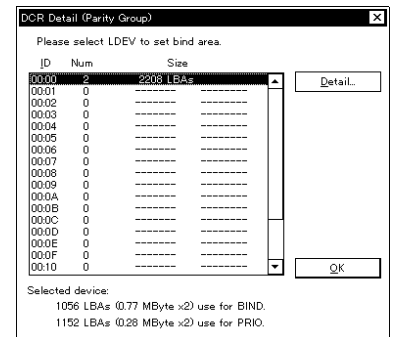 DCR Detail (Parity Group)
Please select LDEV to set bind area.
ID Num Size
00:00 2 2208 LBAs
00:01 0 ------- -------
00:02 0 ------- -------
00:03 0 ------- -------
00:04 0 ------- -------
00:05 0 ------- -------
00:06 0 ------- -------
00:07 0 ------- -------
00:08 0 ------- -------
00:09 0 ------- -------
00:0A 0 ------- -------
00:0B 0 ------- -------
00:0C 0 ------- -------
00:0D 0 ------- -------
00:0E 0 ------- -------
00:0F 0 ------- -------
00:10 0 ------- -------
Detail...
OK
Selected device:
1056 LBAs (0.77 MByte x2) use for BIND.
1152 LBAs (0.28 MByte x2) use for PRIO.